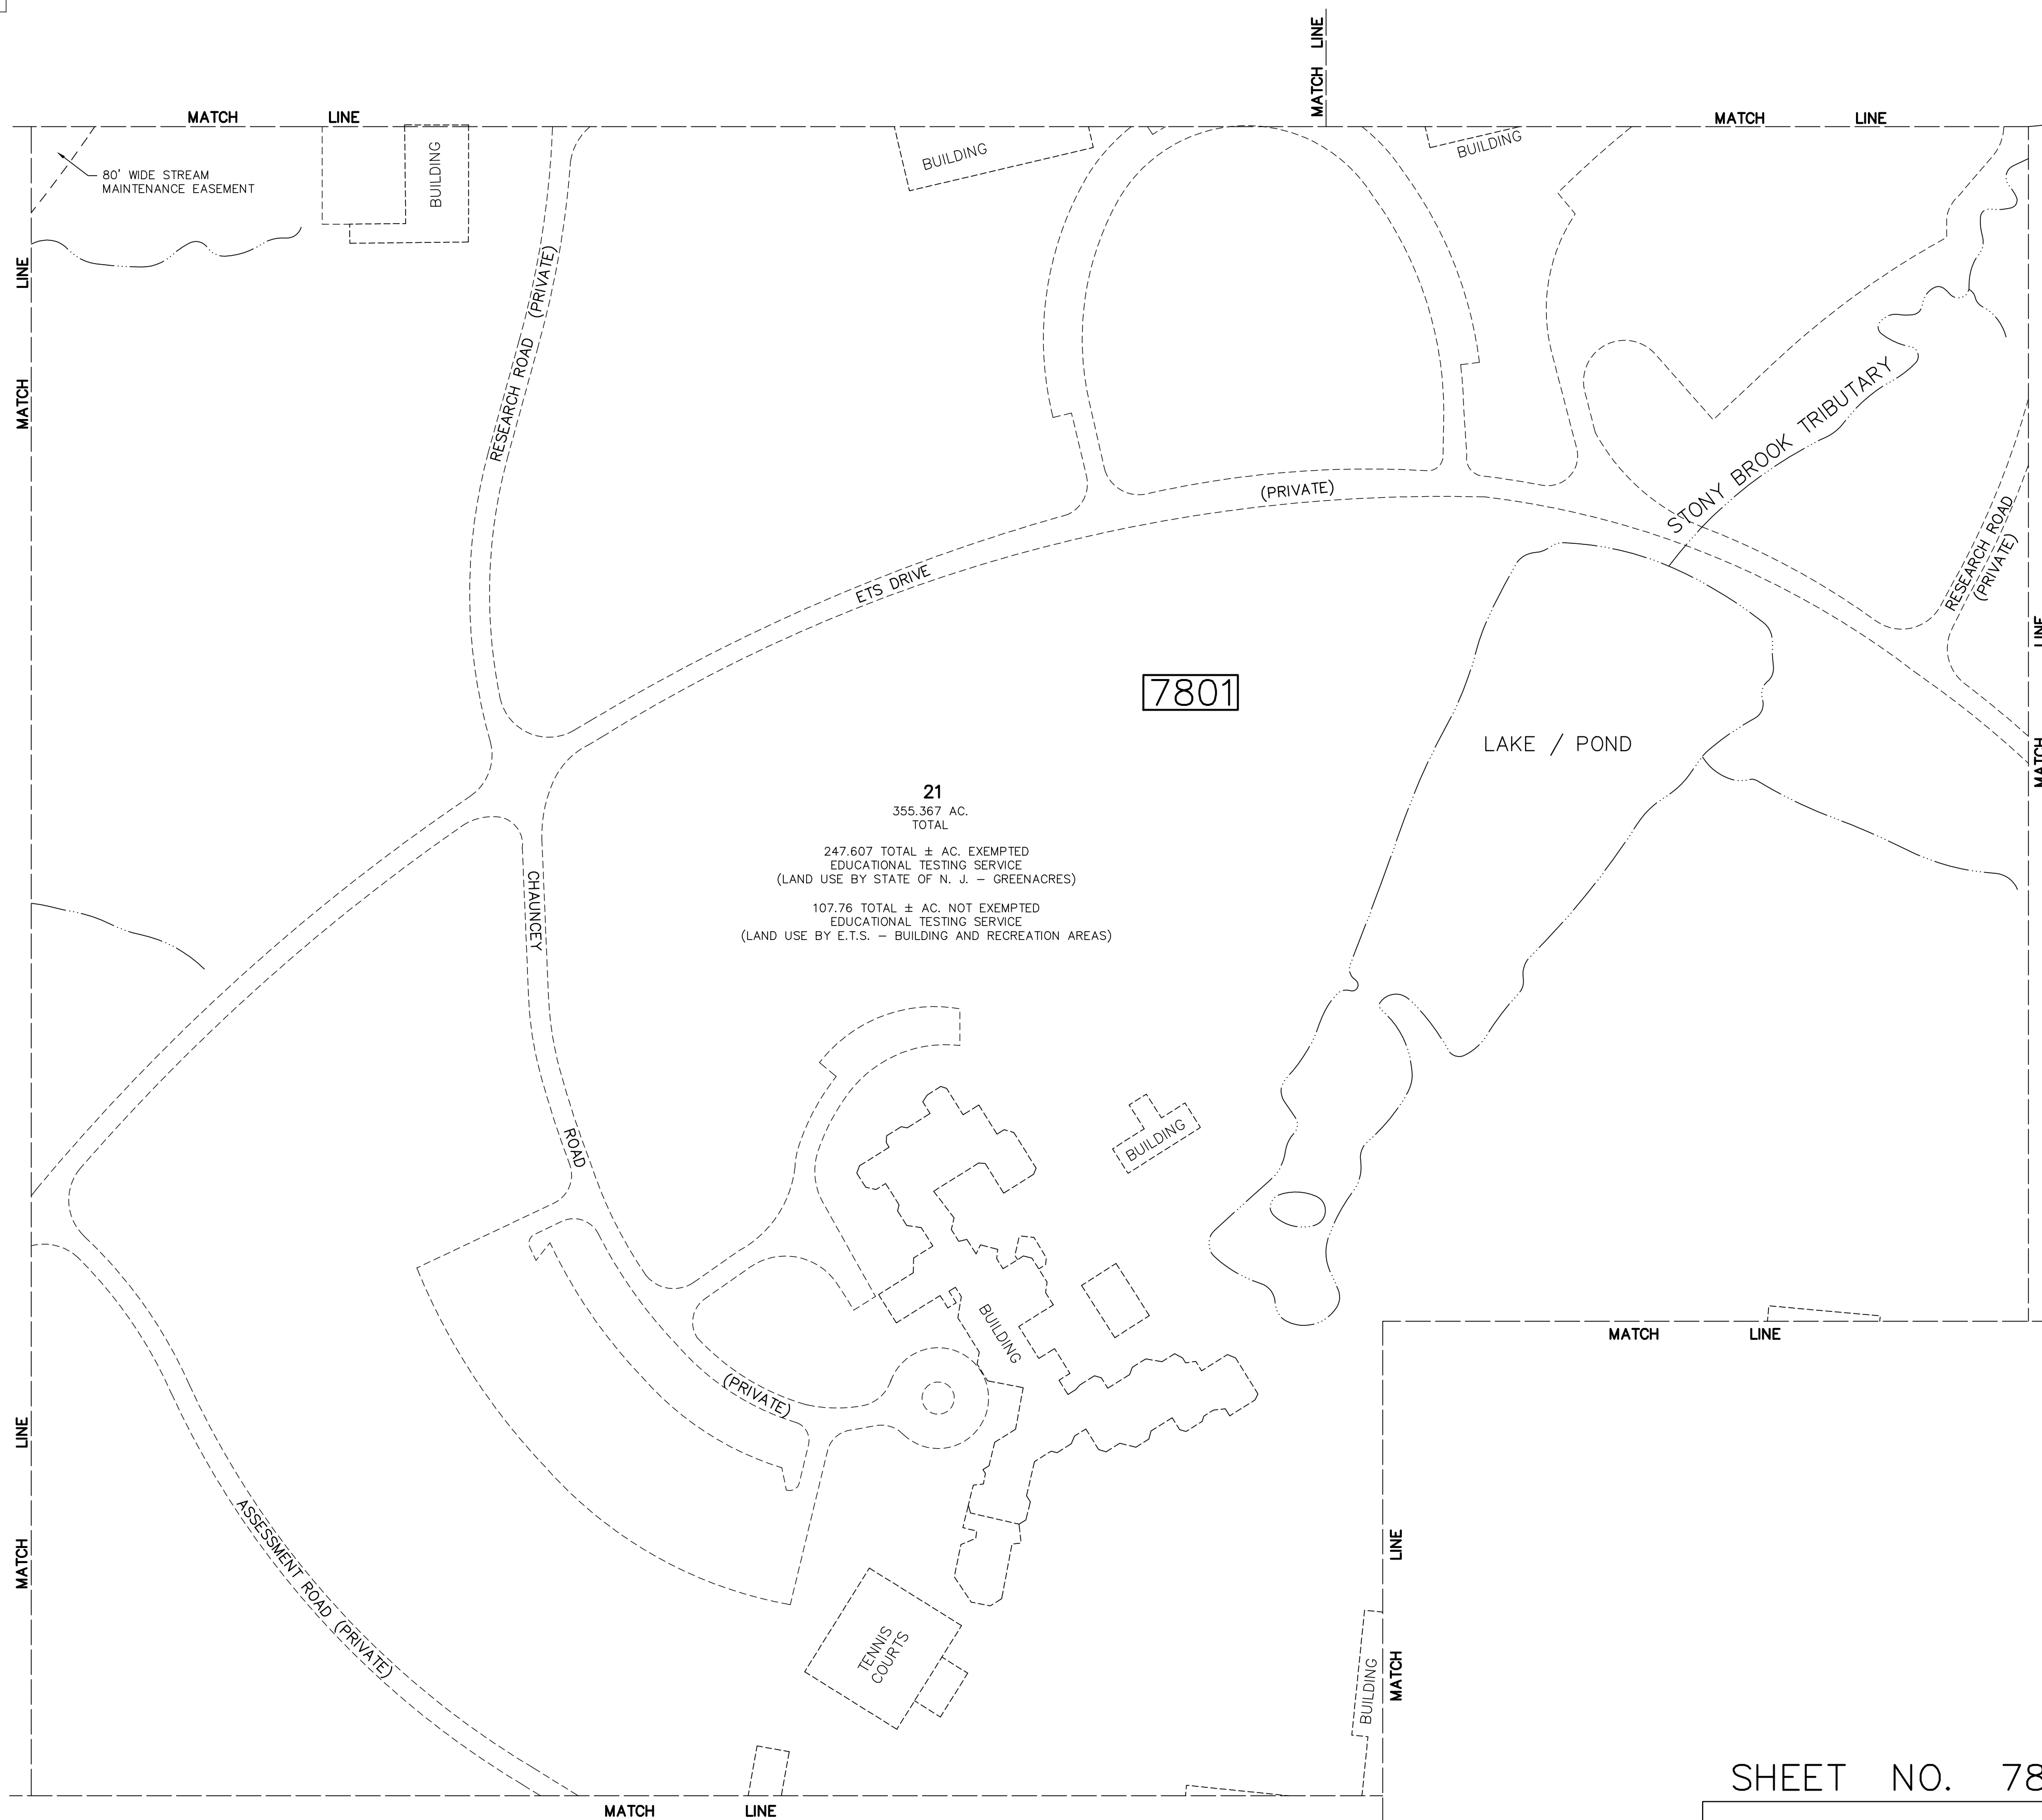 MATCH LINE
MATCH LINE
MATCH LINE
80' WIDE STREAM
MAINTENANCE EASEMENT
BUILDING
BUILDING
BUILDING
MATCH LINE
RESEARCH ROAD (PRIVATE)
STONY BROOK TRIBUTARY
(PRIVATE)
ETS DRIVE
RESEARCH ROAD
(PRIVATE)
MATCH LINE
7801
LAKE / POND
21
355.367 AC.
TOTAL
247.607 TOTAL ± AC. EXEMPTED
EDUCATIONAL TESTING SERVICE
(LAND USE BY STATE OF N. J. – GREENACRES)
107.76 TOTAL ± AC. NOT EXEMPTED
EDUCATIONAL TESTING SERVICE
(LAND USE BY E.T.S. – BUILDING AND RECREATION AREAS)
CHAUNCEY ROAD (PRIVATE)
BUILDING
BUILDING
MATCH LINE
MATCH LINE
MATCH LINE
ASSESSMENT ROAD (PRIVATE)
TENNIS
COURTS
BUILDING
MATCH LINE
SHEET NO. 78